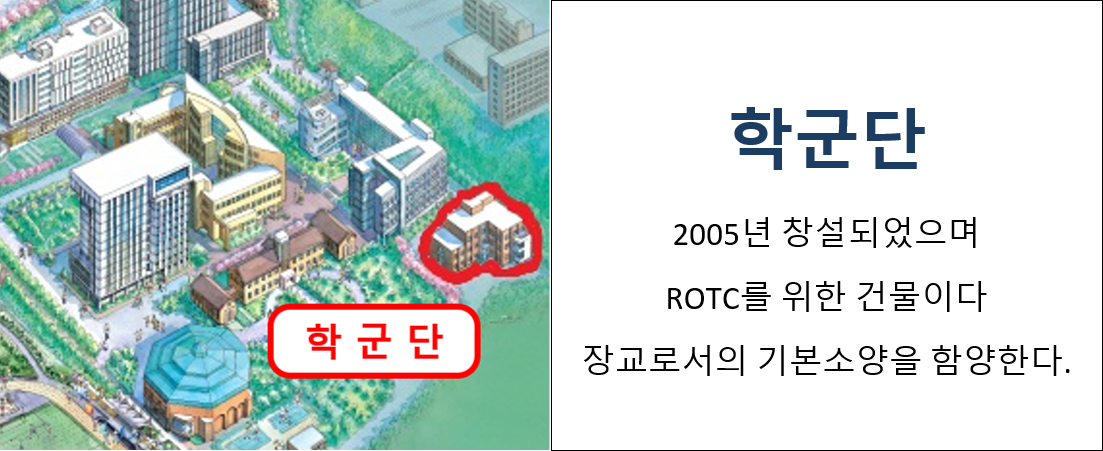 학 군 단
학군단
2005년 창설되었으며
ROTC를 위한 건물이다
장교로서의 기본소양을 함양한다.